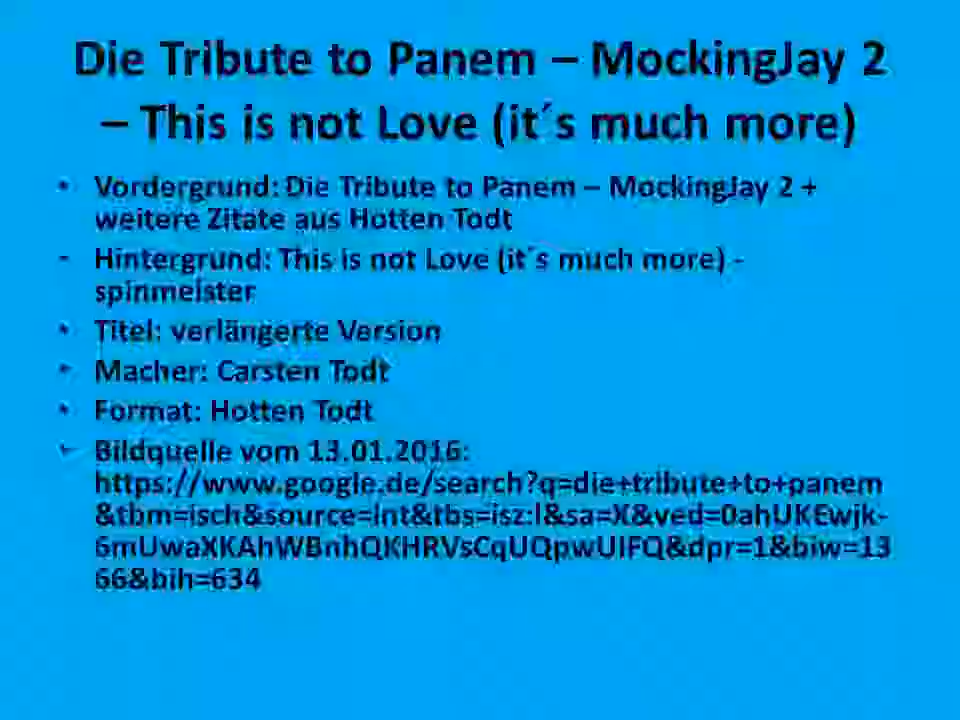 Die Tribute to Panem – MockingJay 2
– This is not Love (it´s much more)
• Vordergrund: Die Tribute to Panem – MockingJay 2 +
weitere Zitate aus Hotten Todt
• Hintergrund: This is not Love (it´s much more) -
spinmeister
• Titel: verlängerte Version
• Macher: Carsten Todt
• Format: Hotten Todt
• Bildquelle vom 13.01.2016:
https://www.google.de/search?q=die+tribute+to+panem
&tbm=isch&source=lnt&tbs=isz:l&sa=X&ved=0ahUKEwjk-
6mUwaXKAhWBnhQKHRVsCqUQpwUIFQ&dpr=1&biw=13
66&bih=634